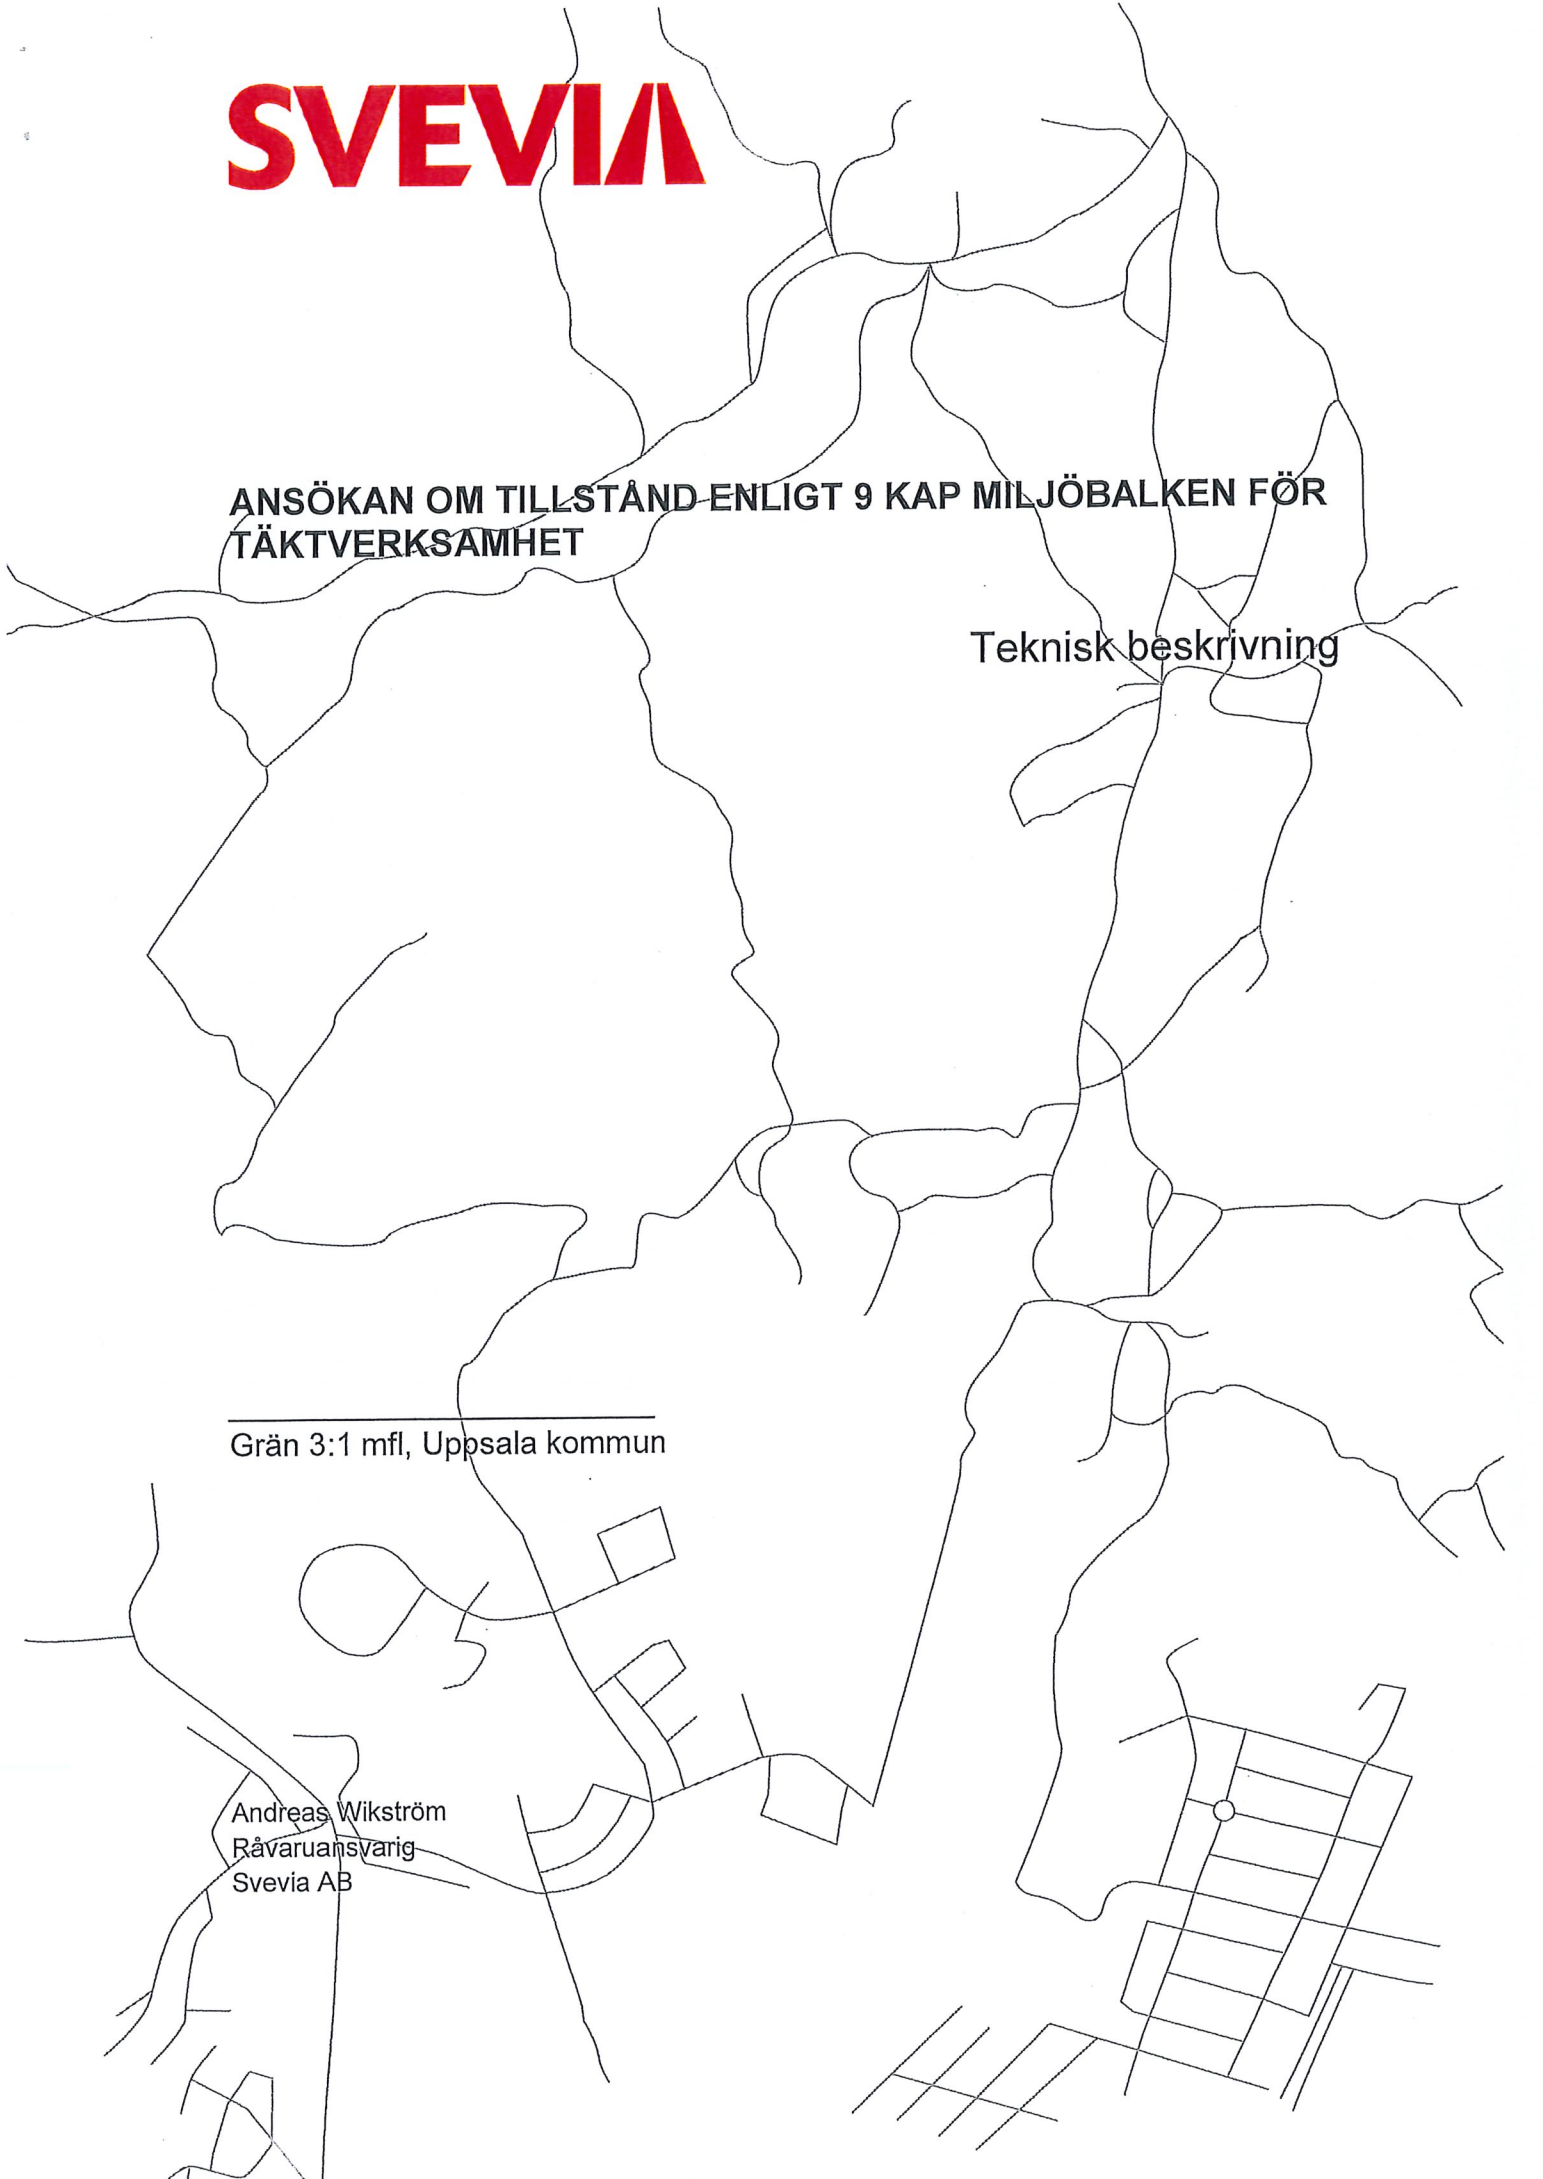 SVEVIA
ANSÖKAN OM TILLSTÅND ENLIGT 9 KAP MILJÖBALKEN FÖR
TÄKTVERKSAMHET
Teknisk beskrivning
Grän 3:1 mfl, Uppsala kommun
Andreas Wikström
Råvaruansvarig
Svevia AB